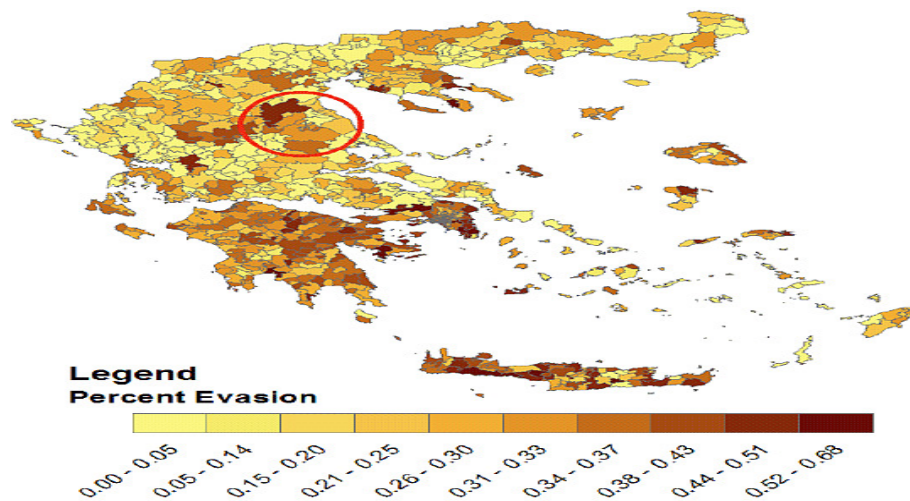 Legend
Percent Evasion
0.00 - 0.05
0.05 - 0.14
0.15 - 0.20
0.21 - 0.25
0.26 - 0.30
0.31 - 0.33
0.34 - 0.37
0.38 - 0.43
0.44 - 0.51
0.52 - 0.68